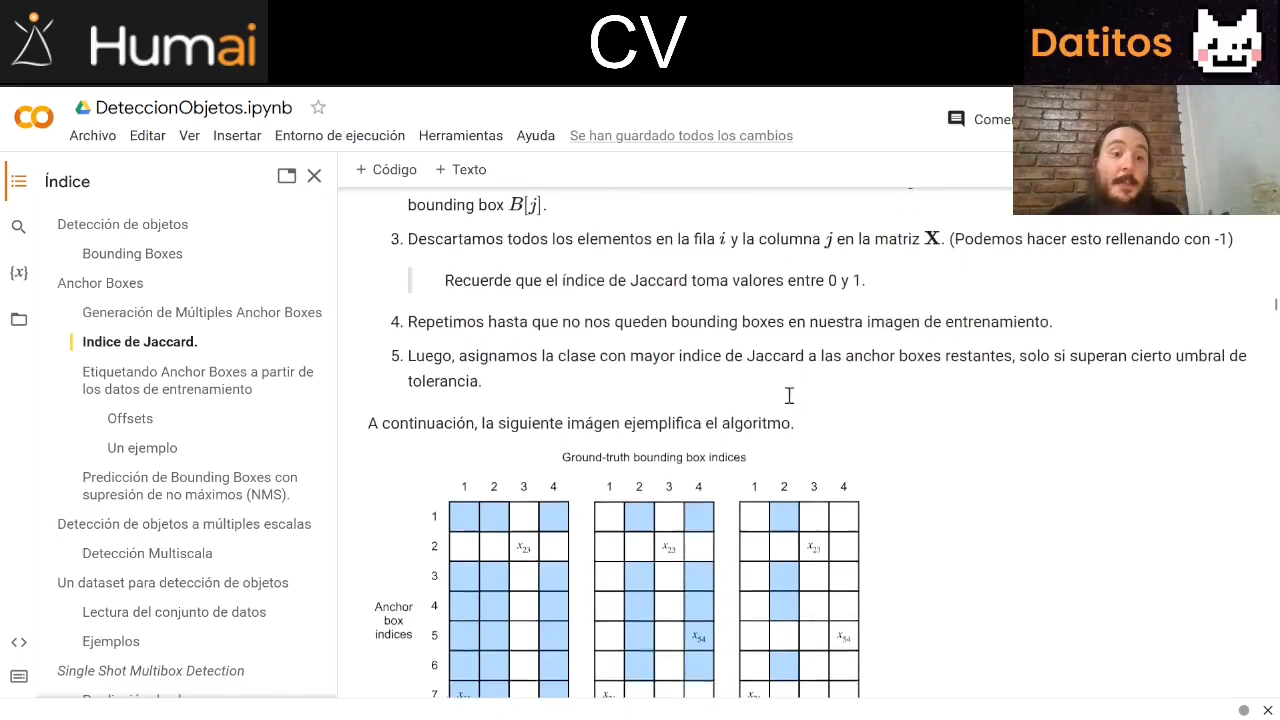 Humai
CV
Datitos
CO
DeteccionObjetos.ipynb
Archivo Editar Ver Insertar Entorno de ejecución Herramientas Ayuda Se han guardado todos los cambios
+ Código + Texto
Índice
Detección de objetos
Bounding Boxes
Anchor Boxes
Generación de Múltiples Anchor Boxes
Indice de Jaccard.
Etiquetando Anchor Boxes a partir de
los datos de entrenamiento
Offsets
Un ejemplo
Predicción de Bounding Boxes con
supresión de no máximos (NMS).
Detección de objetos a múltiples escalas
Detección Multiscala
Un dataset para detección de objetos
Lectura del conjunto de datos
Ejemplos
Single Shot Multibox Detection
bounding box B[j].
3. Descartamos todos los elementos en la fila i y la columna j en la matriz X. (Podemos hacer esto rellenando con -1)
Recuerde que el índice de Jaccard toma valores entre 0 y 1.
4. Repetimos hasta que no nos queden bounding boxes en nuestra imagen de entrenamiento.
5. Luego, asignamos la clase con mayor indice de Jaccard a las anchor boxes restantes, solo si superan cierto umbral de
tolerancia.
A continuación, la siguiente imágen ejemplifica el algoritmo.
Ground-truth bounding box indices
1 2 3 4 1 2 3 4 1 2 3 4
1
2 x23 x23 x23
3
4
Anchor
box
indices
5 x54 x54
6
7